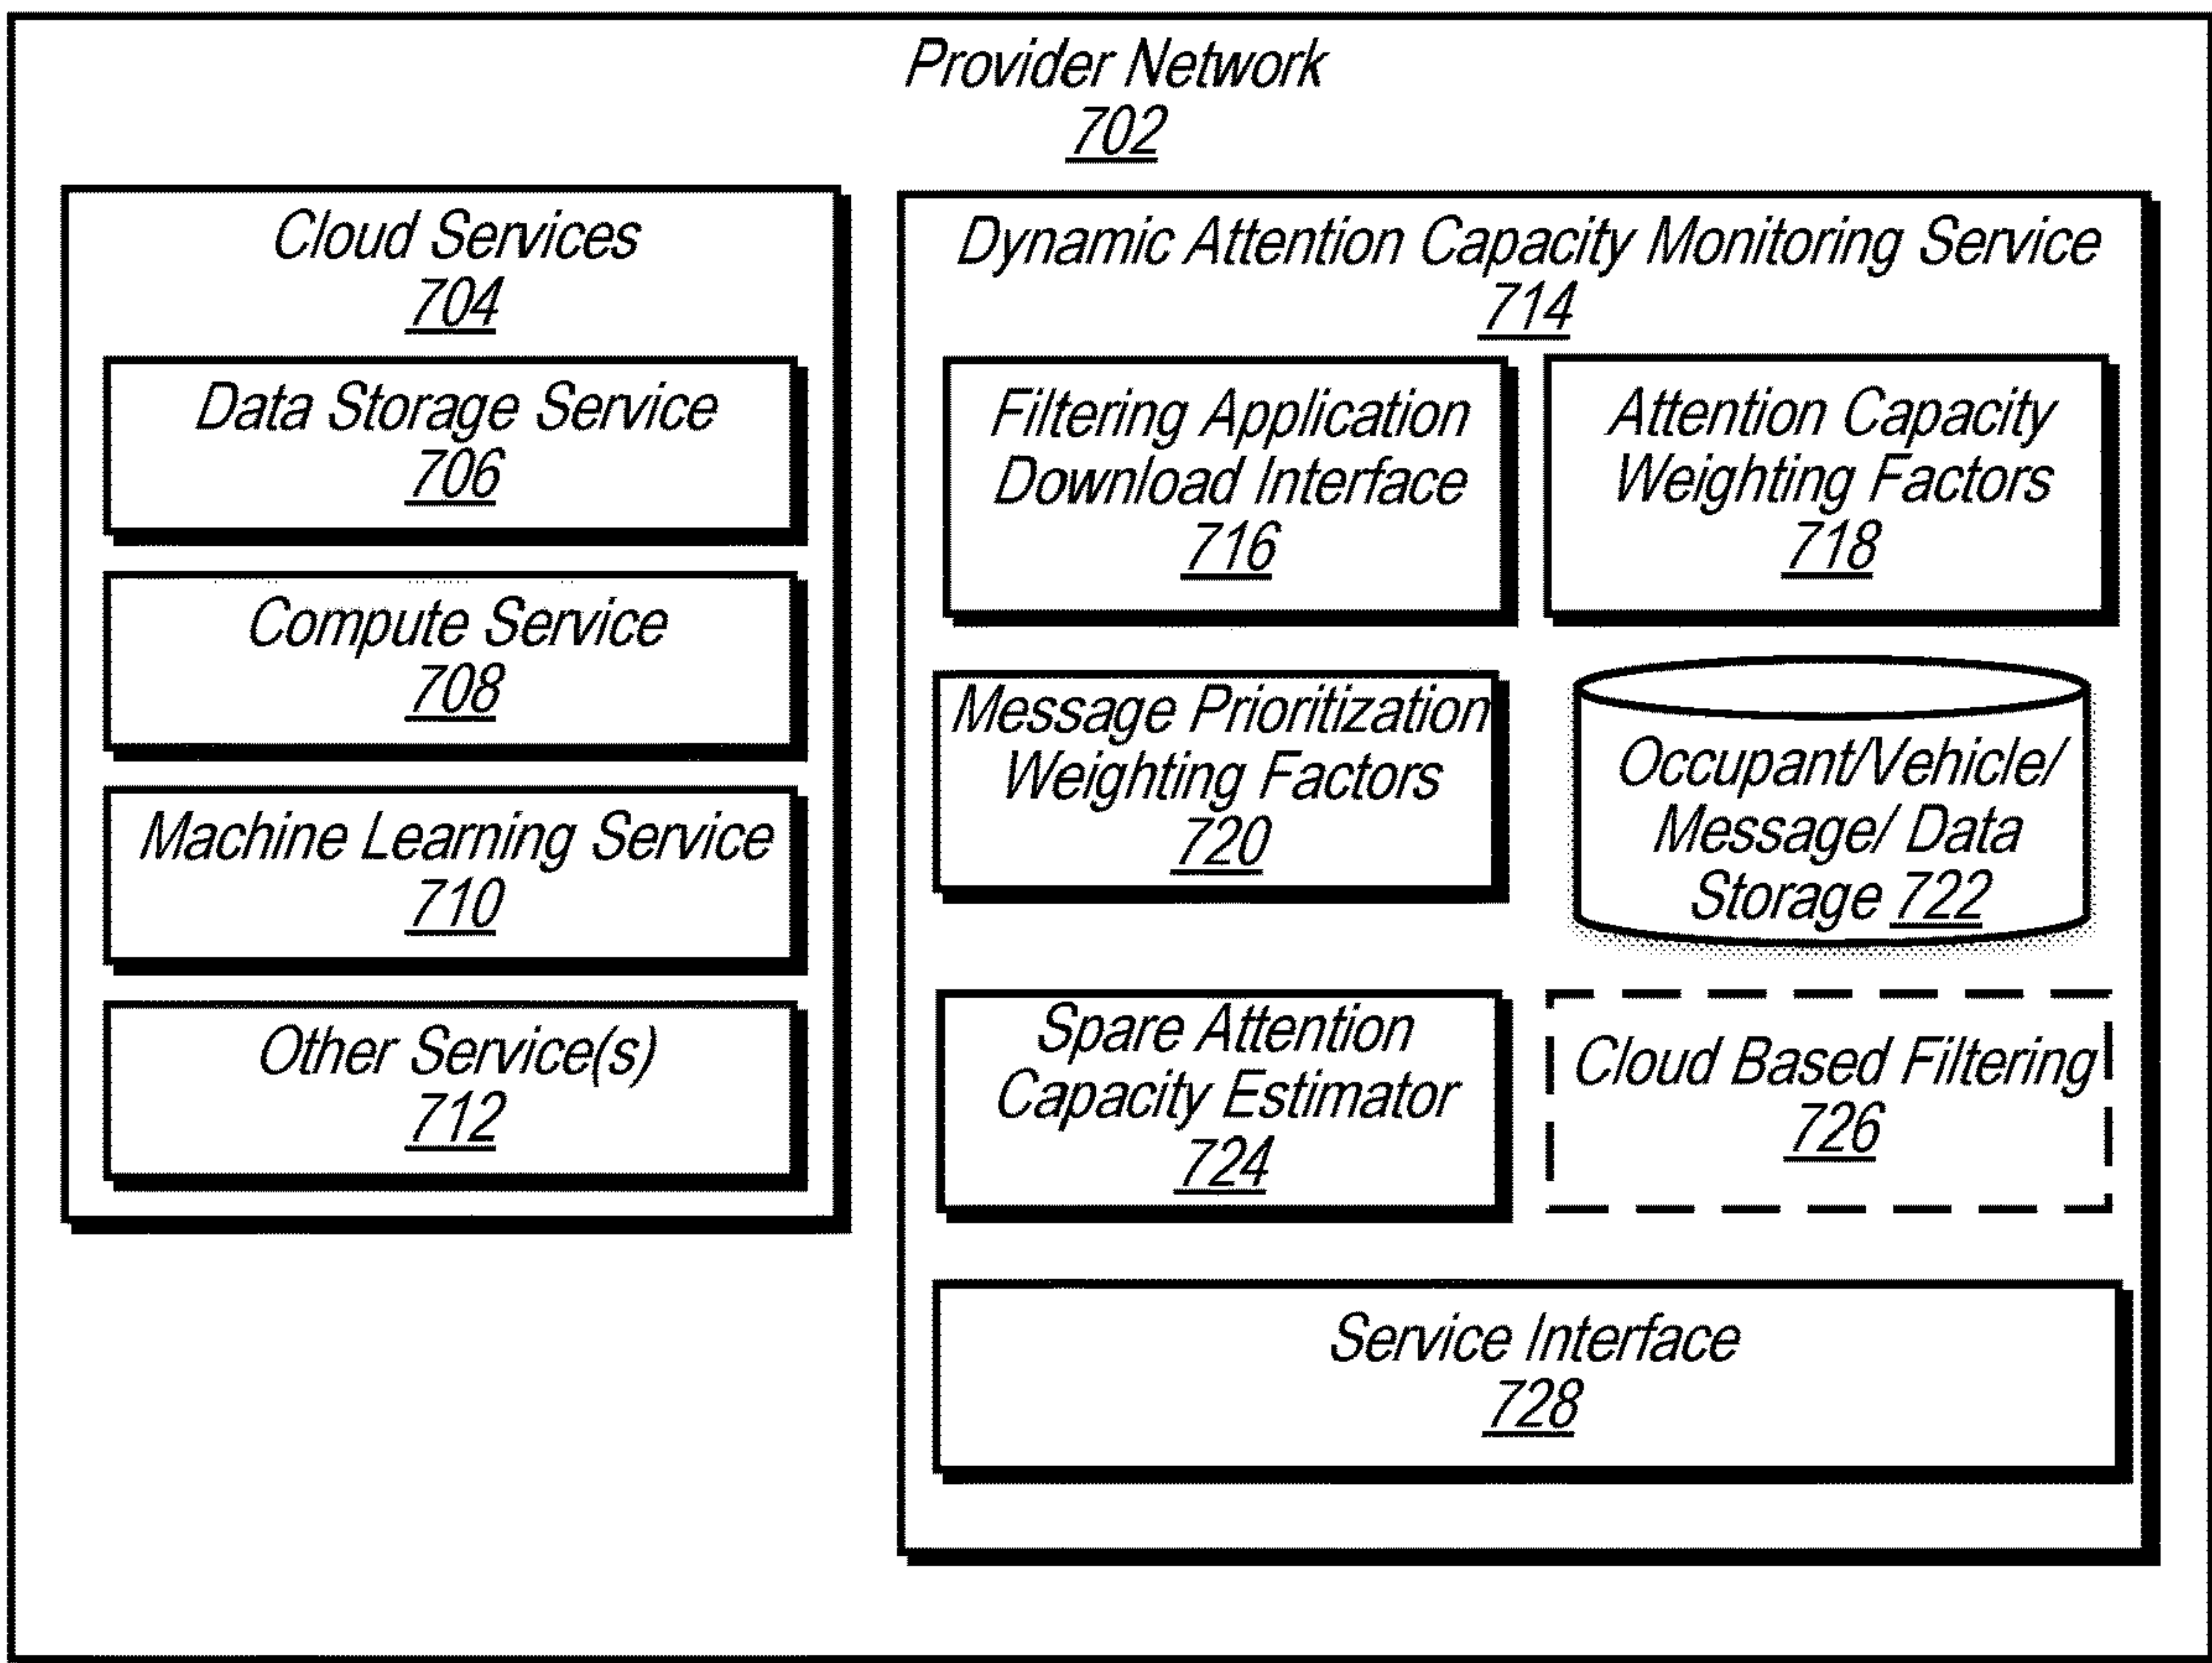 Provider Network
702
Cloud Services
704
Data Storage Service
706
Compute Service
708
Machine Learning Service
710
Other Service(s)
712
Dynamic Attention Capacity Monitoring Service
714
Filtering Application
Download Interface
716
Attention Capacity
Weighting Factors
718
Message Prioritization
Weighting Factors
720
Occupant/Vehicle/
Message/ Data
Storage 722
Spare Attention
Capacity Estimator
724
Cloud Based Filtering
726
Service Interface
728